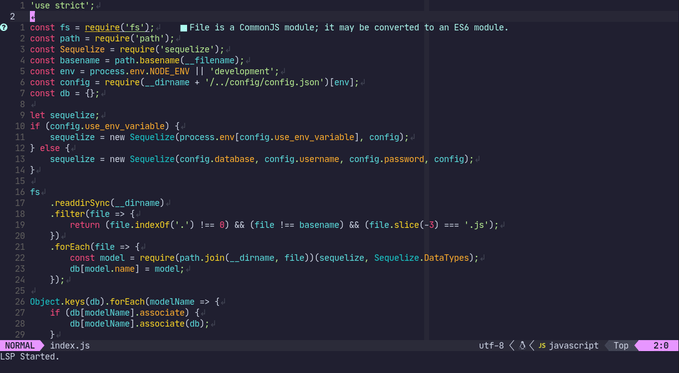 1 'use strict';
2
1 const fs = require('fs'); File is a CommonJS module; it may be converted to an ES6 module.
2 const path = require('path');
3 const Sequelize = require('sequelize');
4 const basename = path.basename(__filename);
5 const env = process.env.NODE_ENV || 'development';
6 const config = require(__dirname + '/../config/config.json')[env];
7 const db = {};
8
9 let sequelize;
10 if (config.use_env_variable) {
11 sequelize = new Sequelize(process.env[config.use_env_variable], config);
12 } else {
13 sequelize = new Sequelize(config.database, config.username, config.password, config);
14 }
15
16 fs
17 .readdirSync(__dirname)
18 .filter(file => {
19 return (file.indexOf('.') !== 0) && (file !== basename) && (file.slice(-3) === '.js');
20 })
21 .forEach(file => {
22 const model = require(path.join(__dirname, file))(sequelize, Sequelize.DataTypes);
23 db[model.name] = model;
24 });
25
26 Object.keys(db).forEach(modelName => {
27 if (db[modelName].associate) {
28 db[modelName].associate(db);
29 }
NORMAL index.js utf-8 JS javascript Top 2:0
LSP Started.